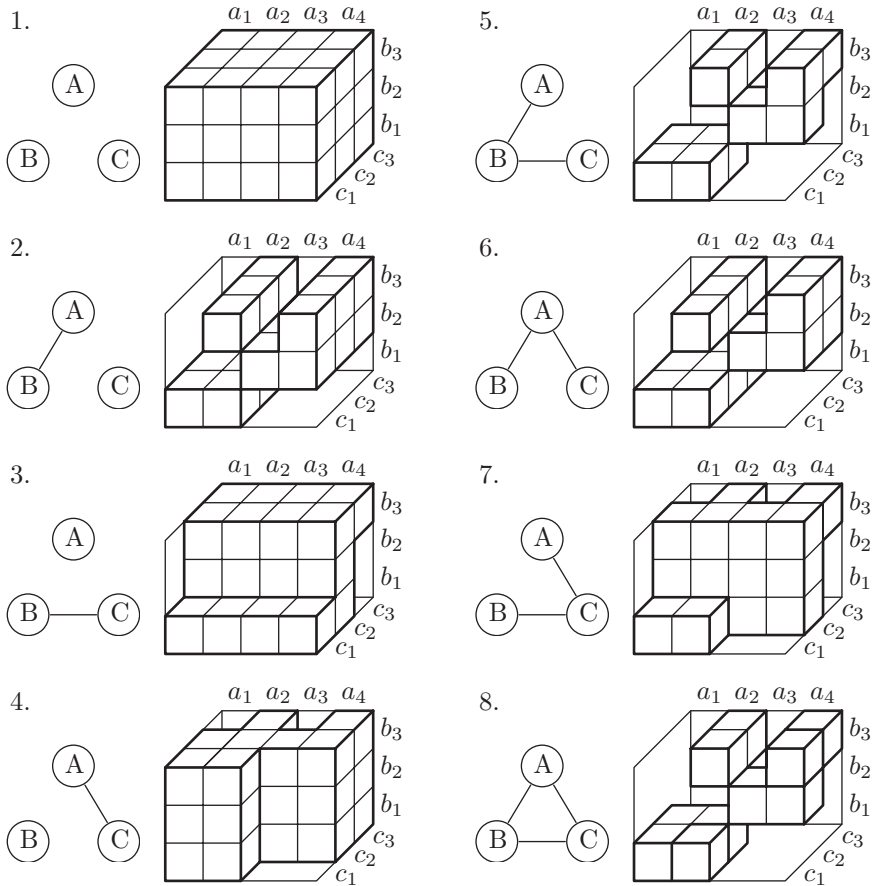 1.
a₁ a₂ a₃ a₄
A
B C
b₃
b₂
b₁
c₃
c₂
c₁
2.
a₁ a₂ a₃ a₄
A
B C
b₃
b₂
b₁
c₃
c₂
c₁
3.
a₁ a₂ a₃ a₄
A
B C
b₃
b₂
b₁
c₃
c₂
c₁
4.
a₁ a₂ a₃ a₄
A
B C
b₃
b₂
b₁
c₃
c₂
c₁
5.
a₁ a₂ a₃ a₄
A
B C
b₃
b₂
b₁
c₃
c₂
c₁
6.
a₁ a₂ a₃ a₄
A
B C
b₃
b₂
b₁
c₃
c₂
c₁
7.
a₁ a₂ a₃ a₄
A
B C
b₃
b₂
b₁
c₃
c₂
c₁
8.
a₁ a₂ a₃ a₄
A
B C
b₃
b₂
b₁
c₃
c₂
c₁